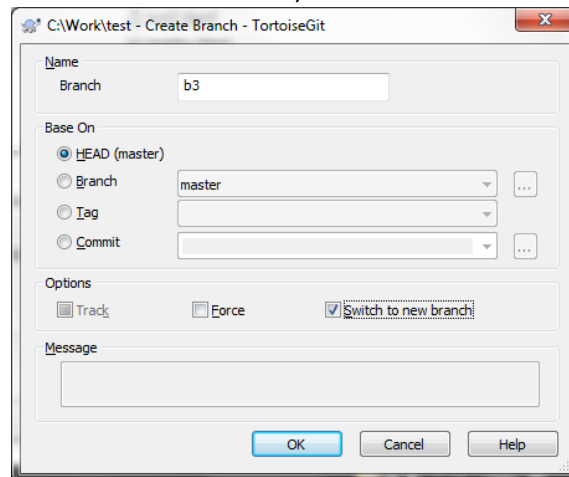 C:\Work\test - Create Branch - TortoiseGit
Name
Branch b3
Base On
HEAD (master)
Branch master ...
Tag
Commit ...
Options
Track Force Switch to new branch
Message
OK Cancel Help